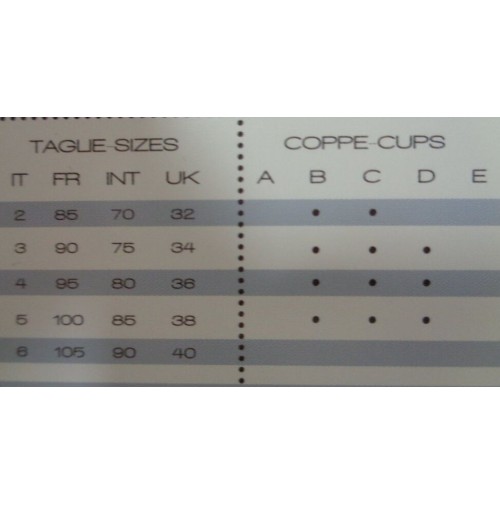 TAGLIE-SIZES COPPE-CUPS
IT FR INT UK A B C D E
2 85 70 32 • •
3 90 75 34 • • •
4 95 80 36 • • •
5 100 85 38 • • •
6 105 90 40